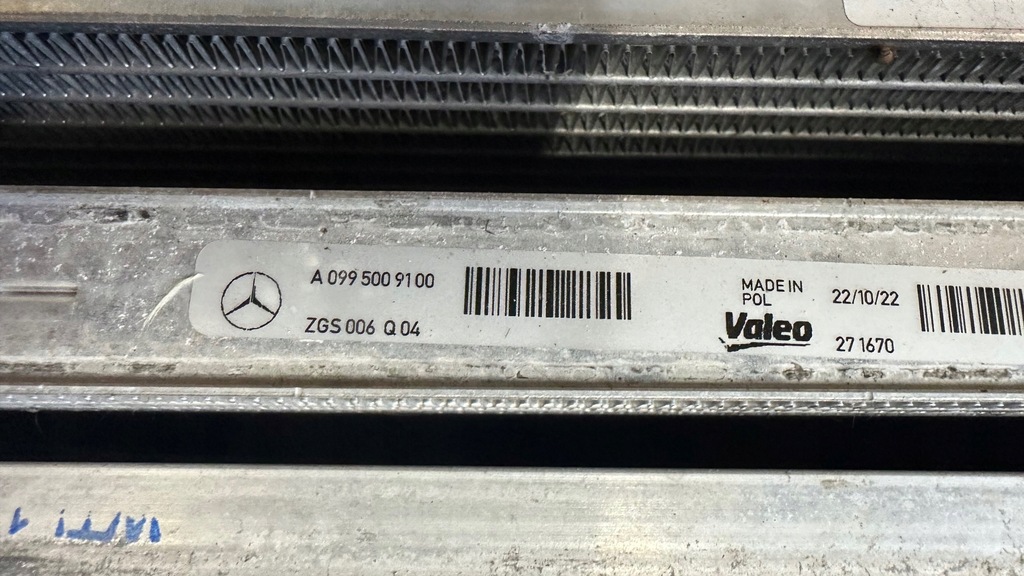 A 099 500 91 00
ZGS 006 Q 04
MADE IN
POL
22/10/22
Valeo
27 1670